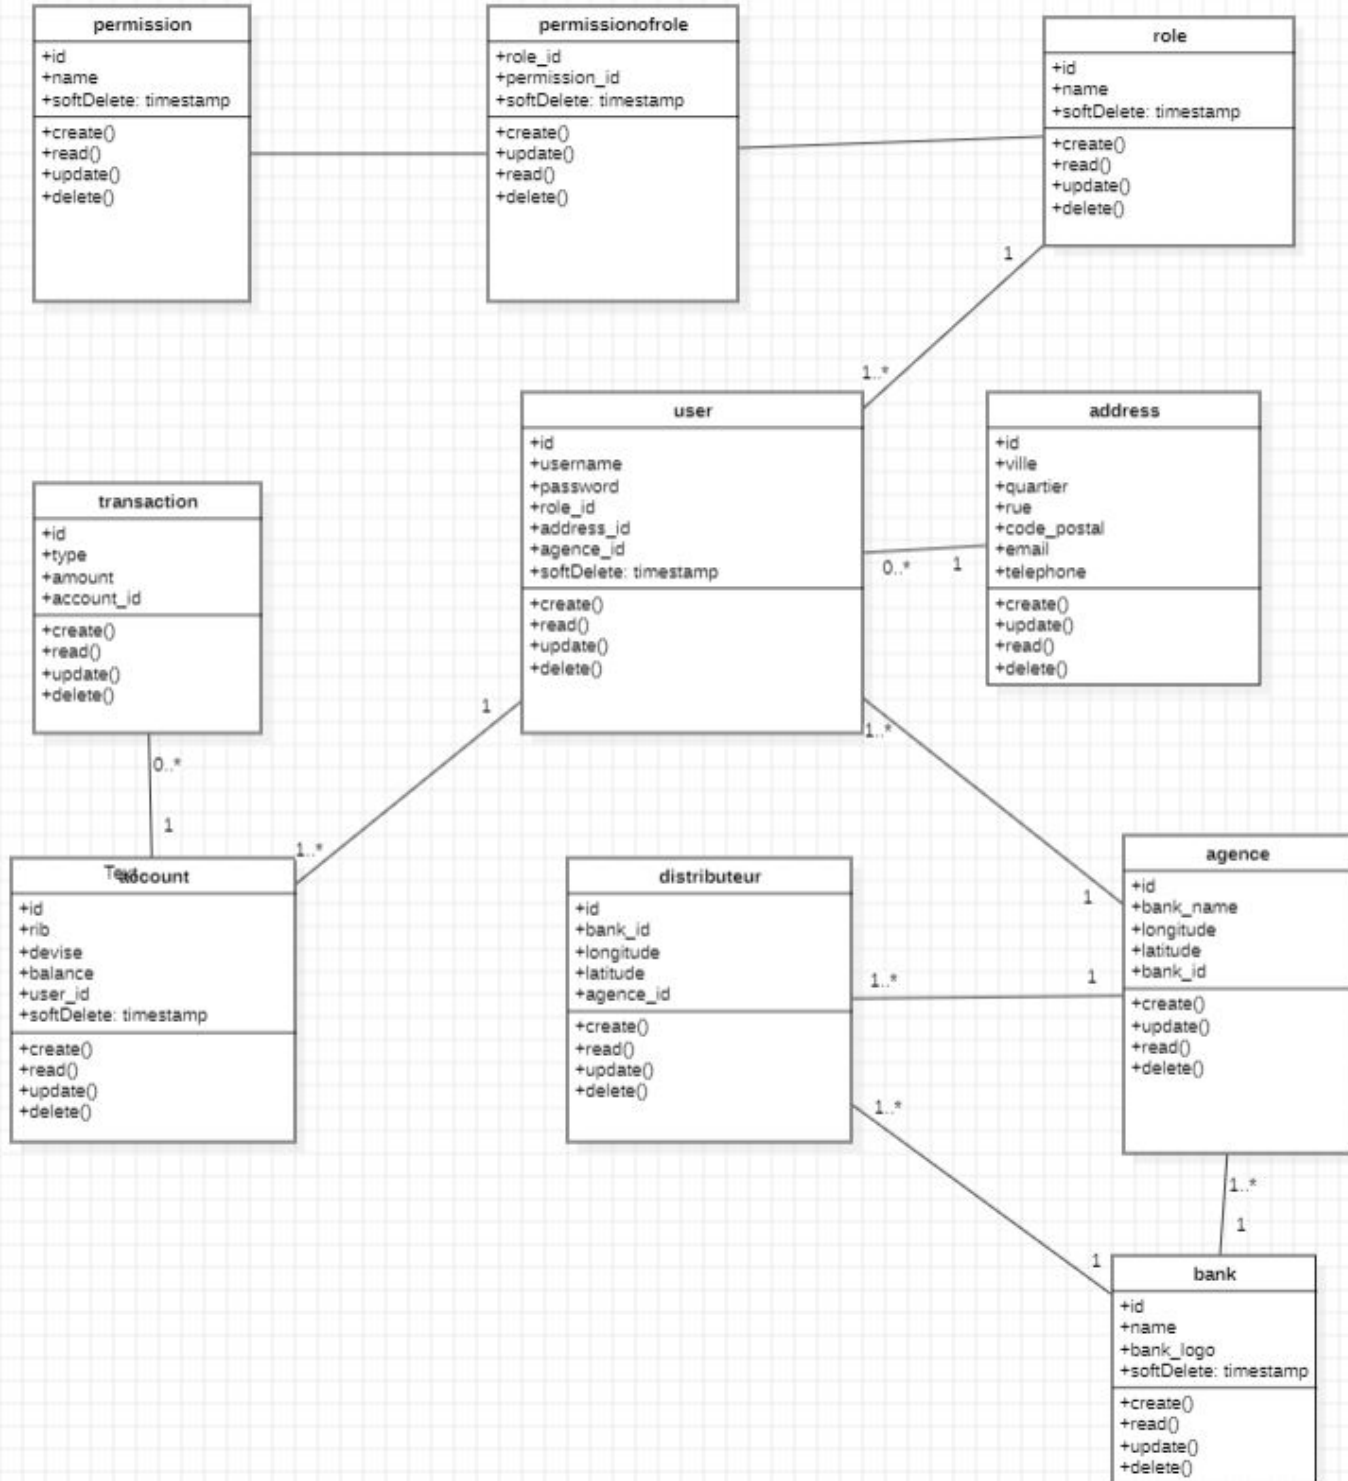 permission
+id
+name
+softDelete: timestamp
+create()
+read()
+update()
+delete()
permissionofrole
+role_id
+permission_id
+softDelete: timestamp
+create()
+update()
+read()
+delete()
role
+id
+name
+softDelete: timestamp
+create()
+read()
+update()
+delete()
1
1..*
user
+id
+username
+password
+role_id
+address_id
+agence_id
+softDelete: timestamp
+create()
+read()
+update()
+delete()
address
+id
+ville
+quartier
+rue
+code_postal
+email
+telephone
+create()
+update()
+read()
+delete()
0..*
1
transaction
+id
+type
+amount
+account_id
+create()
+read()
+update()
+delete()
0..*
1
1
1..*
1..*
1
Text
account
+id
+rib
+devise
+balance
+user_id
+softDelete: timestamp
+create()
+read()
+update()
+delete()
distributeur
+id
+bank_id
+longitude
+latitude
+agence_id
+create()
+read()
+update()
+delete()
1..*
1
agence
+id
+bank_name
+longitude
+latitude
+bank_id
+create()
+update()
+read()
+delete()
1..*
1
1..*
1
bank
+id
+name
+bank_logo
+softDelete: timestamp
+create()
+read()
+update()
+delete()